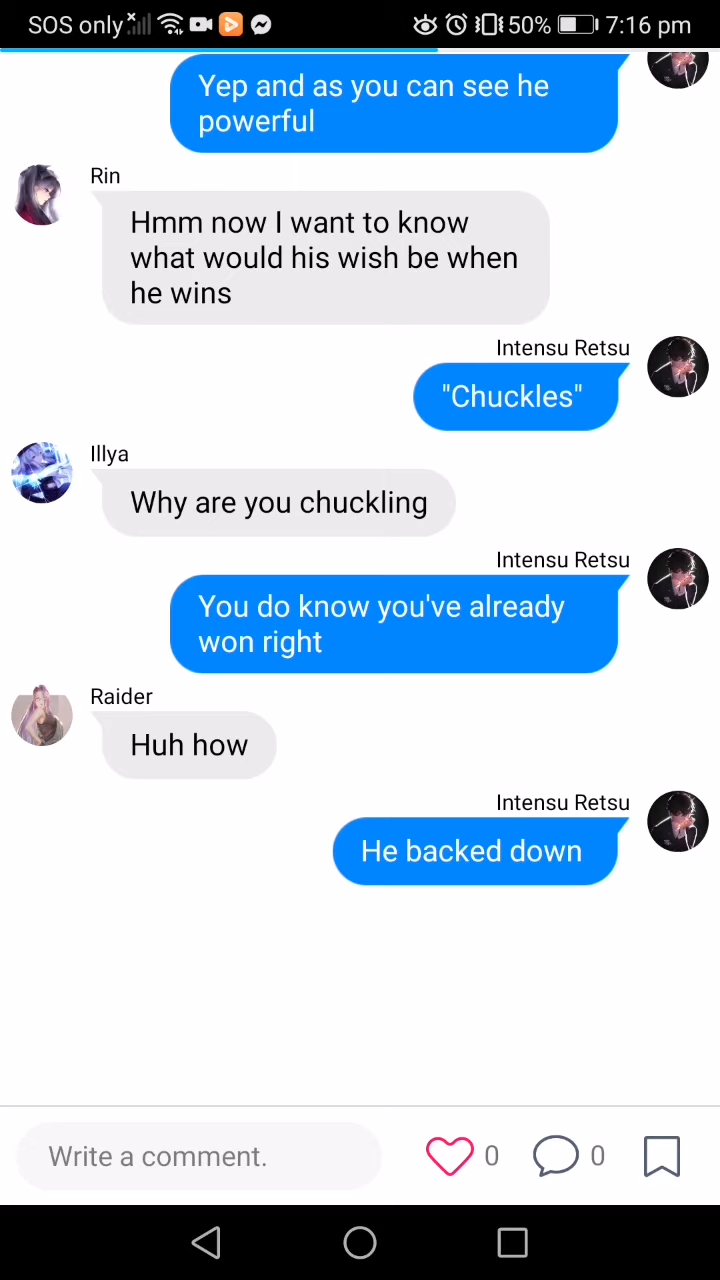 SOS only 50% 7:16 pm
Yep and as you can see he
powerful
Rin
Hmm now I want to know
what would his wish be when
he wins
Intensu Retsu
"Chuckles"
Illya
Why are you chuckling
Intensu Retsu
You do know you've already
won right
Raider
Huh how
Intensu Retsu
He backed down
Write a comment. 0 0